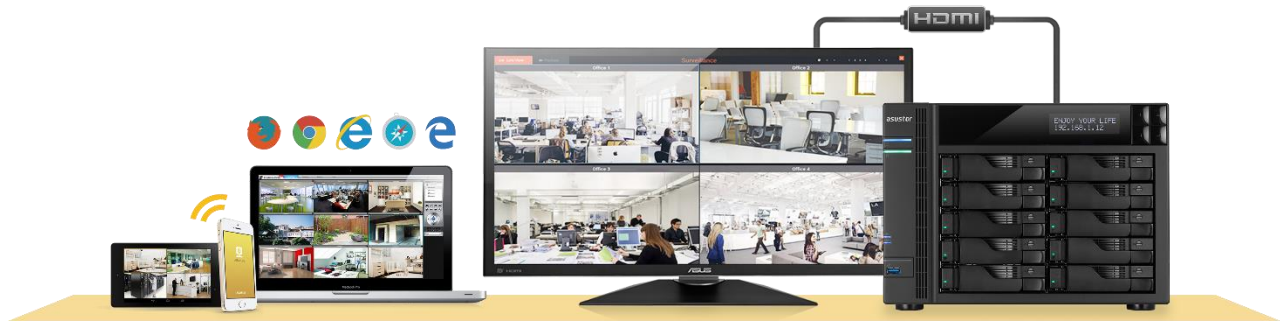 HDMI
Surveillance
Office 1
Office 2
Office 3
Office 4
ASUS
asustor
ENJOY YOUR LIFE
192.168.1.12